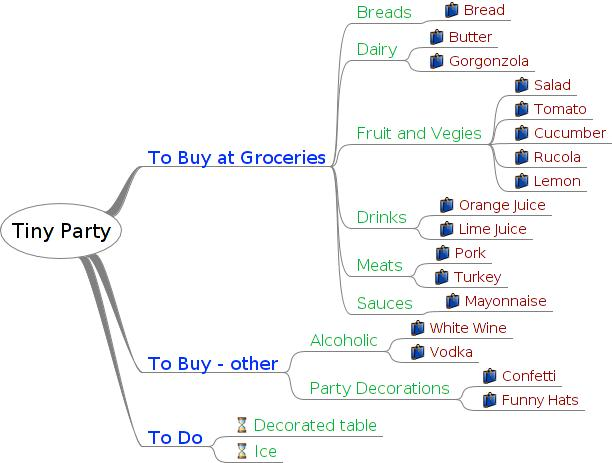 Tiny Party
To Buy at Groceries
Breads
Bread
Dairy
Butter
Gorgonzola
Fruit and Vegies
Salad
Tomato
Cucumber
Rucola
Lemon
Drinks
Orange Juice
Lime Juice
Meats
Pork
Turkey
Sauces
Mayonnaise
To Buy - other
Alcoholic
White Wine
Vodka
Party Decorations
Confetti
Funny Hats
To Do
Decorated table
Ice